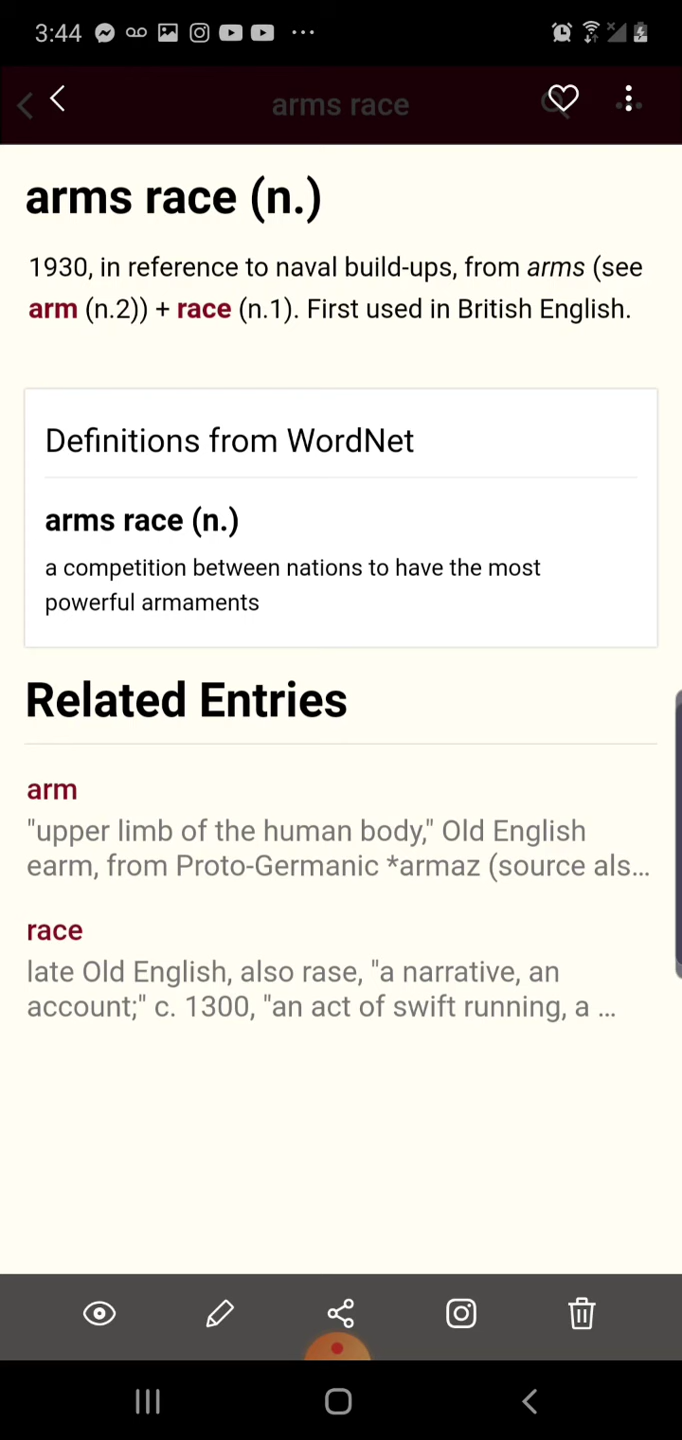 3:44
arms race
arms race (n.)
1930, in reference to naval build-ups, from arms (see
arm (n.2)) + race (n.1). First used in British English.
Definitions from WordNet
arms race (n.)
a competition between nations to have the most
powerful armaments
Related Entries
arm
"upper limb of the human body," Old English
earm, from Proto-Germanic *armaz (source als...
race
late Old English, also rase, "a narrative, an
account;" c. 1300, "an act of swift running, a ...